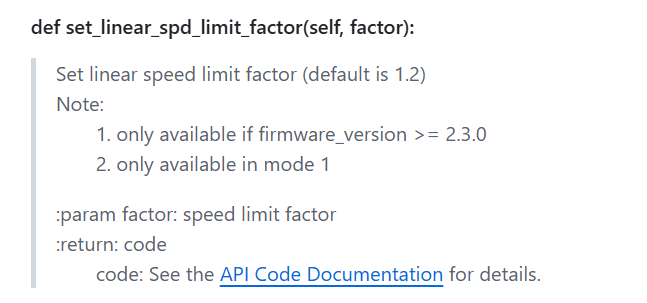 def set_linear_spd_limit_factor(self, factor):
Set linear speed limit factor (default is 1.2)
Note:
1. only available if firmware_version >= 2.3.0
2. only available in mode 1
:param factor: speed limit factor
:return: code
code: See the API Code Documentation for details.